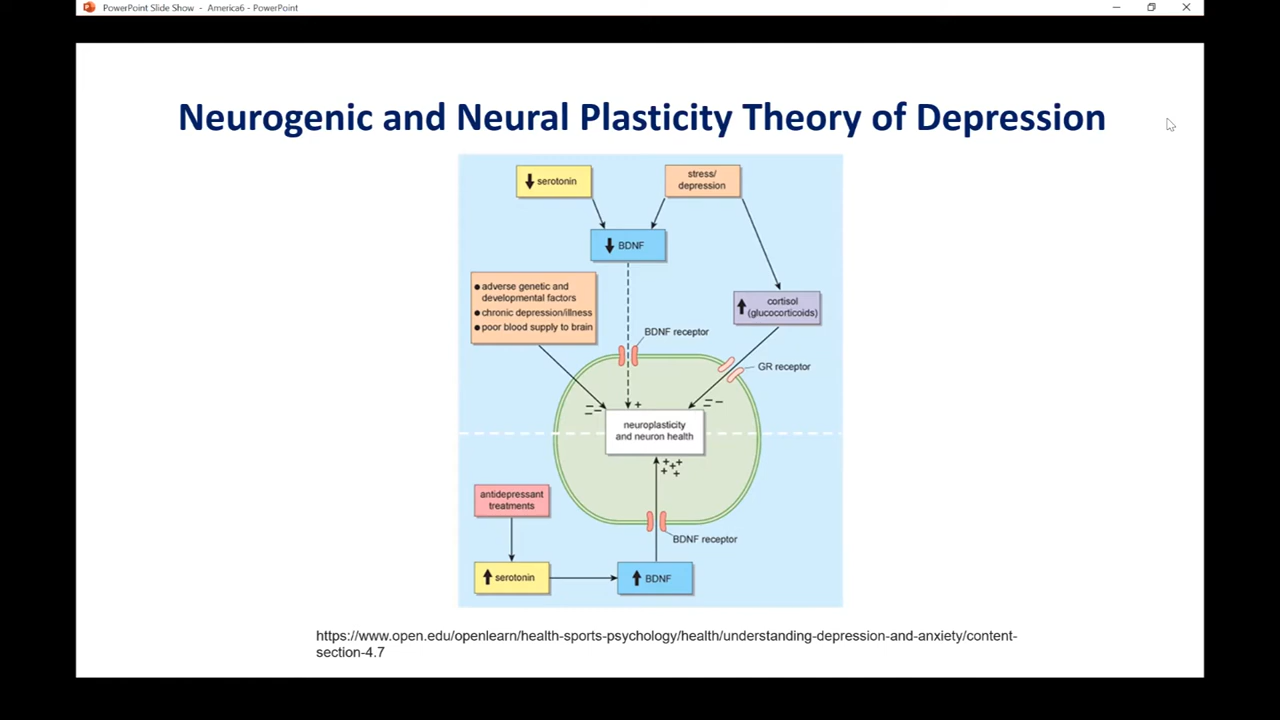 PowerPoint Slide Show - America6 - PowerPoint
Neurogenic and Neural Plasticity Theory of Depression
serotonin
stress/
depression
BDNF
● adverse genetic and
developmental factors
● chronic depression/illness
● poor blood supply to brain
cortisol
(glucocorticoids)
BDNF receptor
GR receptor
− − +
− − −
neuroplasticity
and neuron health
+ + + + +
antidepressant
treatments
BDNF receptor
serotonin
BDNF
https://www.open.edu/openlearn/health-sports-psychology/health/understanding-depression-and-anxiety/content-
section-4.7